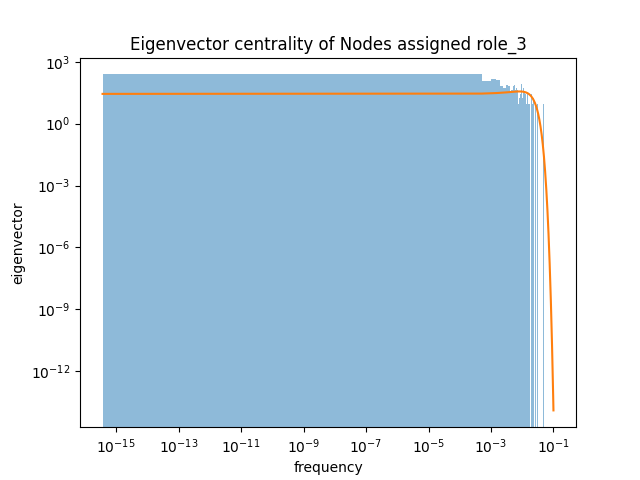 Eigenvector centrality of Nodes assigned role_3
eigenvector
10³
10⁰
10⁻³
10⁻⁶
10⁻⁹
10⁻¹²
10⁻¹⁵ 10⁻¹³ 10⁻¹¹ 10⁻⁹ 10⁻⁷ 10⁻⁵ 10⁻³ 10⁻¹
frequency